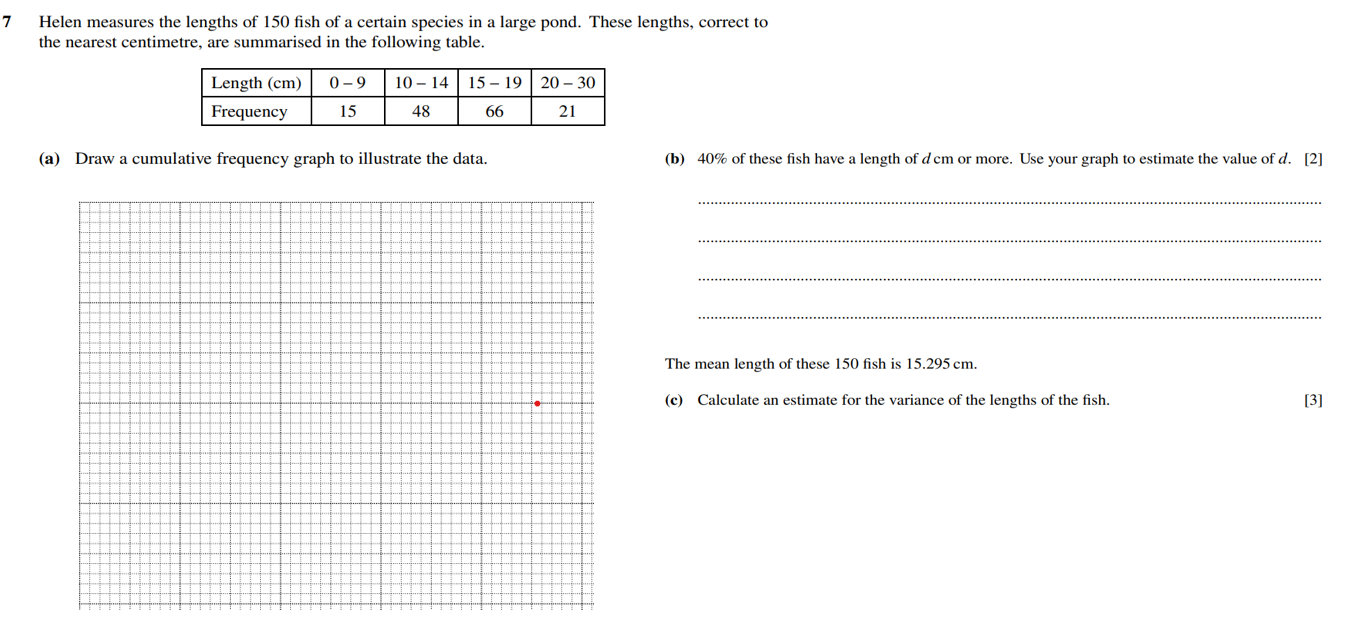 7 Helen measures the lengths of 150 fish of a certain species in a large pond. These lengths, correct to
the nearest centimetre, are summarised in the following table.
Length (cm) 0 – 9 10 – 14 15 – 19 20 – 30
Frequency 15 48 66 21
(a) Draw a cumulative frequency graph to illustrate the data.
(b) 40% of these fish have a length of d cm or more. Use your graph to estimate the value of d. [2]
The mean length of these 150 fish is 15.295 cm.
(c) Calculate an estimate for the variance of the lengths of the fish. [3]